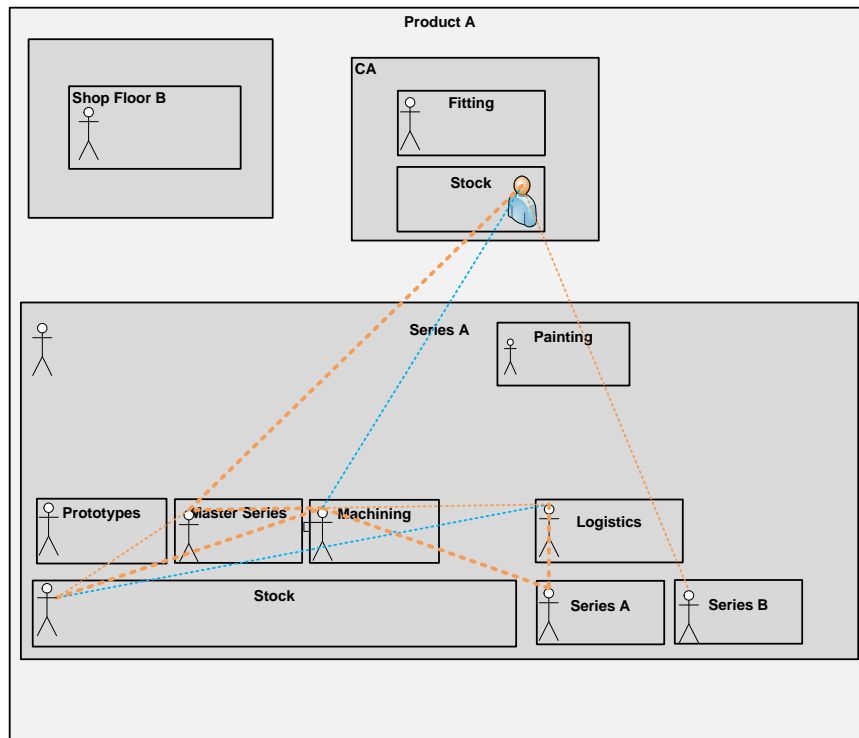 Product A
Shop Floor B
CA
Fitting
Stock
Series A
Painting
Prototypes
Master Series
Machining
Logistics
Stock
Series A
Series B